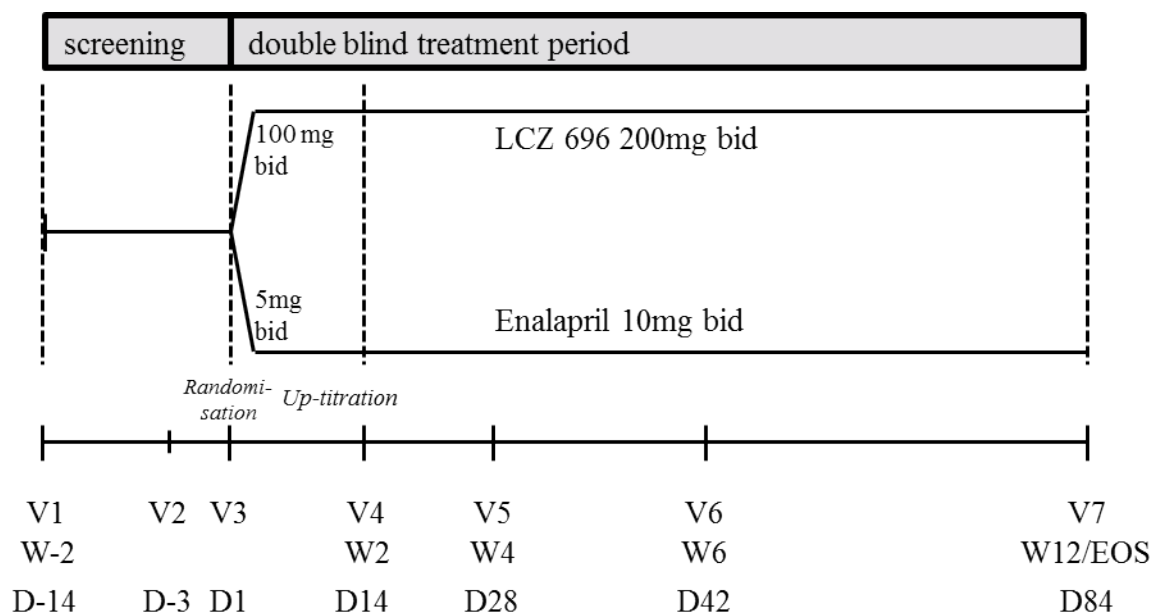 screening
double blind treatment period
100 mg
bid
LCZ 696 200mg bid
5mg
bid
Enalapril 10mg bid
Randomi-
sation
Up-titration
V1 V2 V3 V4 V5 V6 V7
W-2 W2 W4 W6 W12/EOS
D-14 D-3 D1 D14 D28 D42 D84